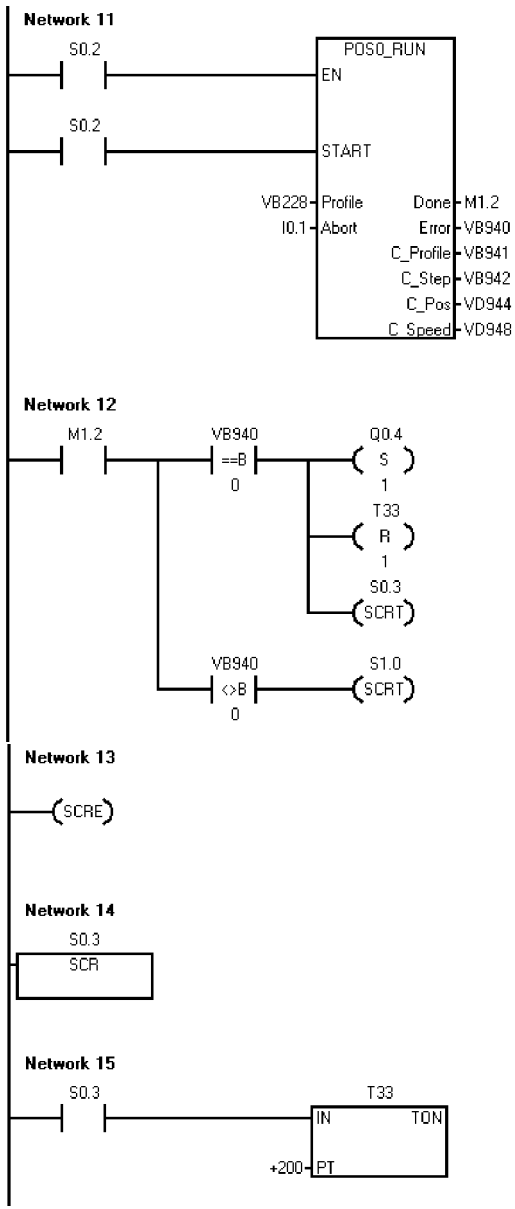 Network 11
S0.2
POS0_RUN
EN
S0.2
START
VB228 Profile Done M1.2
I0.1 Abort Error VB940
C_Profile VB941
C_Step VB942
C_Pos VD944
C_Speed VD948
Network 12
M1.2 VB940 Q0.4
==B S
0 1
T33
R
1
S0.3
SCRT
VB940 S1.0
<>B SCRT
0
Network 13
SCRE
Network 14
S0.3
SCR
Network 15
S0.3 T33
IN TON
+200 PT